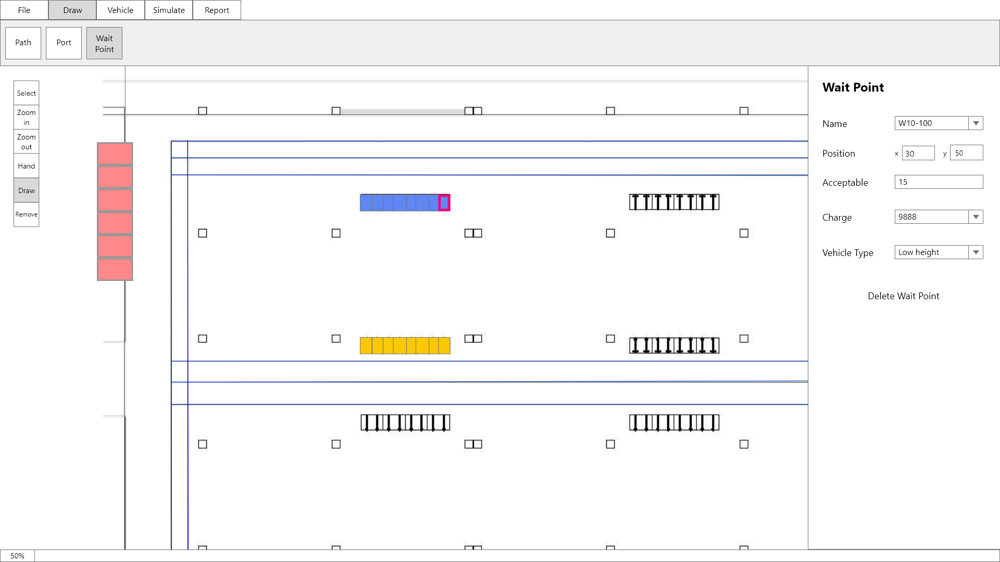 File
Draw
Vehicle
Simulate
Report
Path
Port
Wait
Point
Select
Zoom
in
Zoom
out
Hand
Draw
Remove
Wait Point
Name
W10-100
Position
x
30
y
50
Acceptable
15
Charge
9888
Vehicle Type
Low height
Delete Wait Point
50%